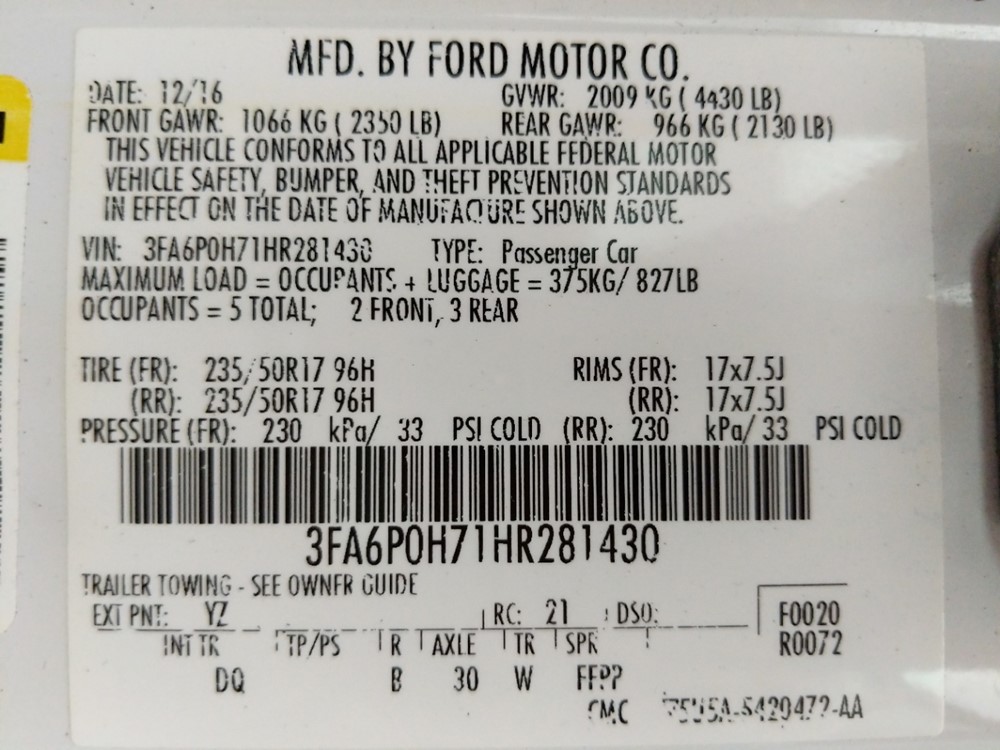 MFD. BY FORD MOTOR CO.
DATE: 12/16 GVWR: 2009 KG ( 4430 LB)
FRONT GAWR: 1066 KG ( 2350 LB) REAR GAWR: 966 KG ( 2130 LB)
THIS VEHICLE CONFORMS TO ALL APPLICABLE FEDERAL MOTOR
VEHICLE SAFETY, BUMPER, AND THEFT PREVENTION STANDARDS
IN EFFECT ON THE DATE OF MANUFACTURE SHOWN ABOVE.
VIN: 3FA6P0H71HR281430 TYPE: Passenger Car
MAXIMUM LOAD = OCCUPANTS + LUGGAGE = 375KG/ 827LB
OCCUPANTS = 5 TOTAL; 2 FRONT, 3 REAR
TIRE (FR): 235/50R17 96H RIMS (FR): 17x7.5J
(RR): 235/50R17 96H (RR): 17x7.5J
PRESSURE (FR): 230 kPa/ 33 PSI COLD (RR): 230 kPa/ 33 PSI COLD
3FA6P0H71HR281430
TRAILER TOWING - SEE OWNER GUIDE
EXT PNT: YZ RC: 21 DSO: F0020
INT TR TP/PS R AXLE TR SPR R0072
DQ B 30 W